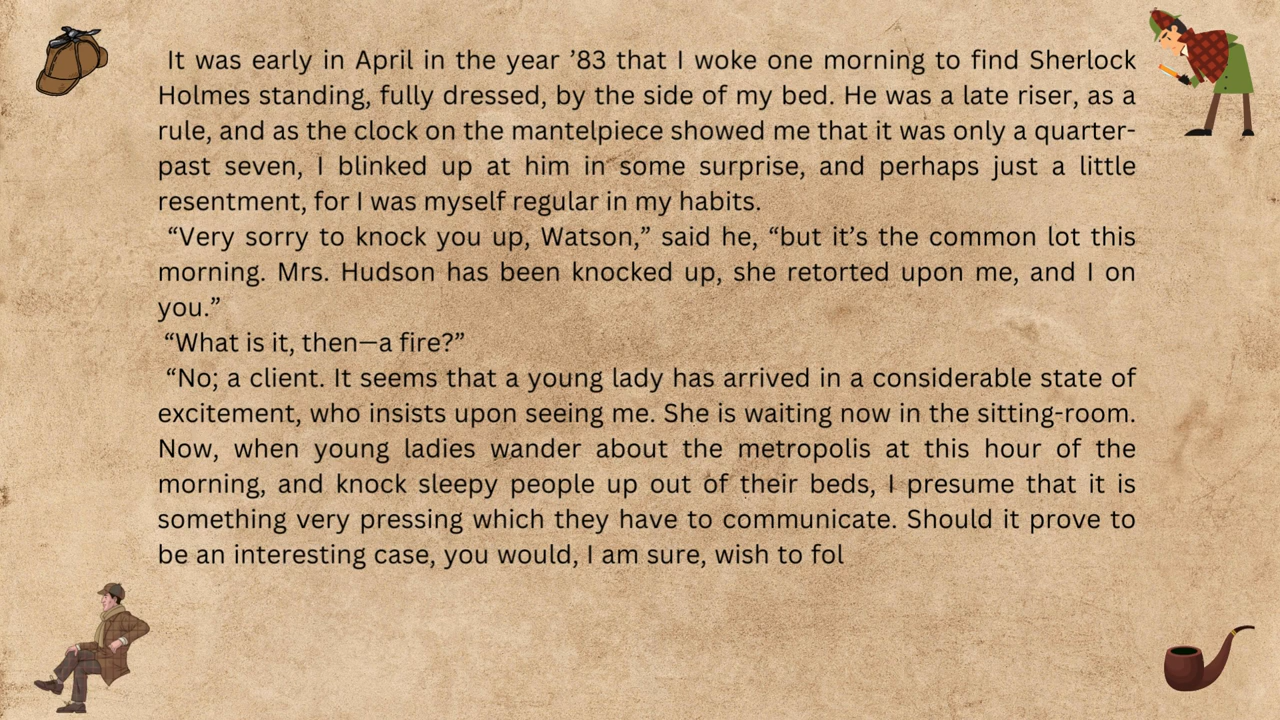 It was early in April in the year ’83 that I woke one morning to find Sherlock
Holmes standing, fully dressed, by the side of my bed. He was a late riser, as a
rule, and as the clock on the mantelpiece showed me that it was only a quarter-
past seven, I blinked up at him in some surprise, and perhaps just a little
resentment, for I was myself regular in my habits.
“Very sorry to knock you up, Watson,” said he, “but it’s the common lot this
morning. Mrs. Hudson has been knocked up, she retorted upon me, and I on
you.”
“What is it, then—a fire?”
“No; a client. It seems that a young lady has arrived in a considerable state of
excitement, who insists upon seeing me. She is waiting now in the sitting-room.
Now, when young ladies wander about the metropolis at this hour of the
morning, and knock sleepy people up out of their beds, I presume that it is
something very pressing which they have to communicate. Should it prove to
be an interesting case, you would, I am sure, wish to fol